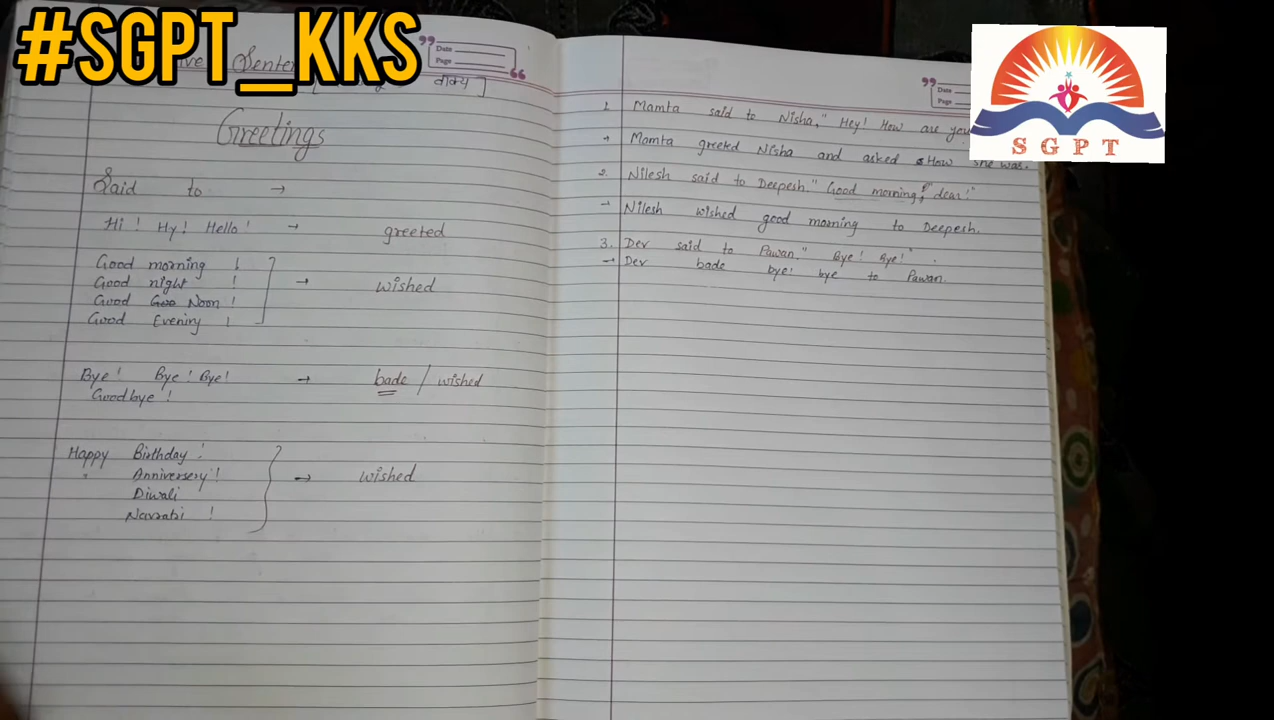 #SGPT_KKS
ve Senten
वाक्य ]
Date
Page
Greetings
Said to →
Hi ! Hy! Hello ! → greeted
Good morning !
Good night !
Good Noon !
Good Evening !
→ wished
Bye ! Bye ! Bye !
Goodbye !
→ bade / wished
Happy Birthday !
" Anniversery !
Diwali
Navratri !
→ wished
Date
Page
SGPT
1. Mamta said to Nisha," Hey! How are you
→ Mamta greeted Nisha and asked How she was.
2. Nilesh said to Deepesh." Good morning, dear!"
→ Nilesh wished good morning to Deepesh.
3. Dev said to Pawan." Bye! Bye!".
→ Dev bade bye! bye to Pawan.